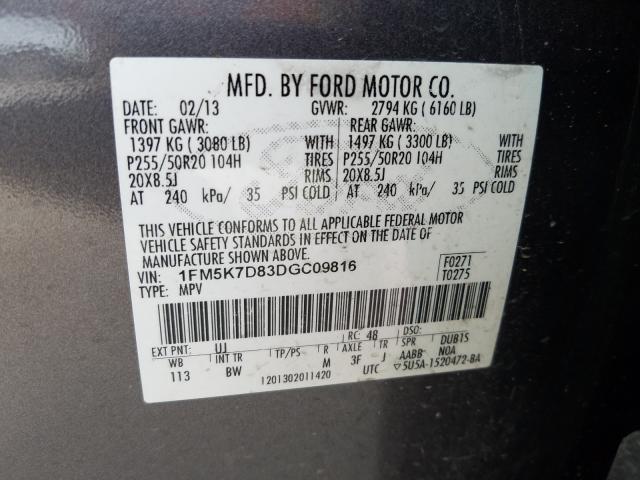 MFD. BY FORD MOTOR CO.
DATE: 02/13 GVWR: 2794 KG ( 6160 LB)
FRONT GAWR: REAR GAWR:
1397 KG ( 3080 LB) WITH 1497 KG ( 3300 LB) WITH
P255/50R20 104H TIRES P255/50R20 104H TIRES
20X8.5J RIMS 20X8.5J RIMS
AT 240 kPa/ 35 PSI COLD AT 240 kPa/ 35 PSI COLD
THIS VEHICLE CONFORMS TO ALL APPLICABLE FEDERAL MOTOR
VEHICLE SAFETY STANDARDS IN EFFECT ON THE DATE OF
MANUFACTURE SHOWN ABOVE.
VIN: 1FM5K7D83DGC09816 F0271
TYPE: MPV T0275
EXT PNT: UJ RC: 48 DSO:
WB INT TR TP/PS R AXLE TR SPR DUB1S
113 BW M 3F J AABB N0A
1201302011420 UTC ▽5U5A-1520472-BA